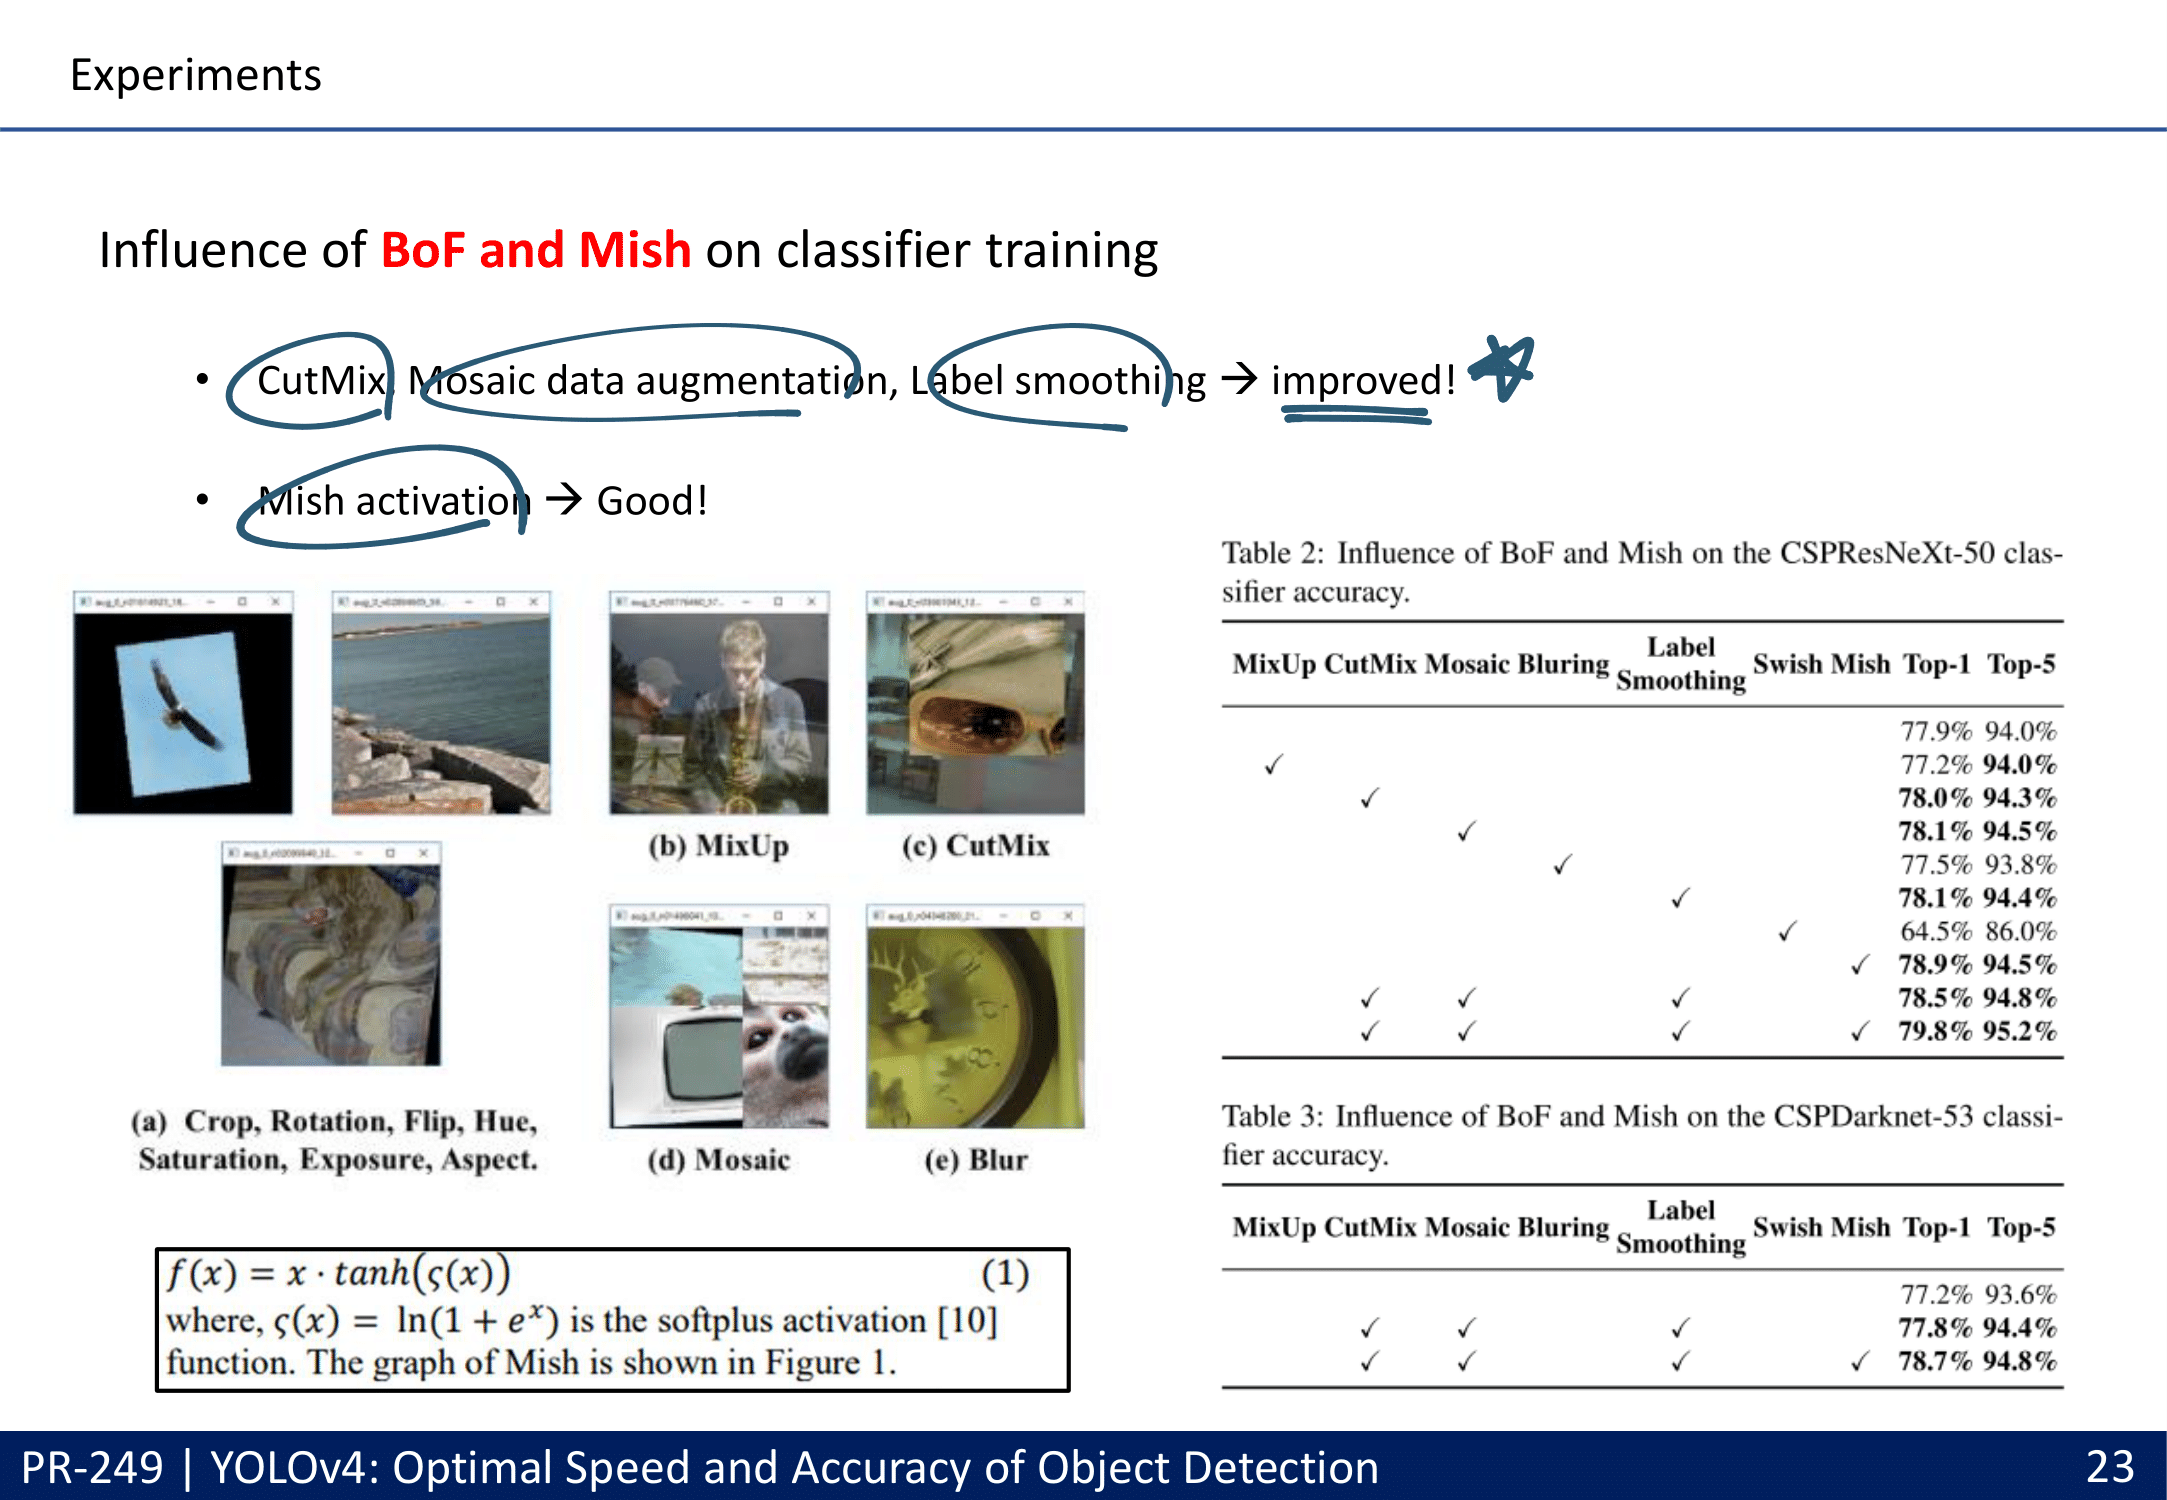 Experiments
Influence of BoF and Mish on classifier training
• CutMix, Mosaic data augmentation, Label smoothing → improved!
• Mish activation → Good!
(b) MixUp
(c) CutMix
(a) Crop, Rotation, Flip, Hue,
Saturation, Exposure, Aspect.
(d) Mosaic
(e) Blur
f(x) = x · tanh(ς(x)) (1)
where, ς(x) = ln(1 + eˣ) is the softplus activation [10]
function. The graph of Mish is shown in Figure 1.
Table 2: Influence of BoF and Mish on the CSPResNeXt-50 clas-
sifier accuracy.
MixUp CutMix Mosaic Bluring Label Smoothing Swish Mish Top-1 Top-5
77.9% 94.0%
✓ 77.2% 94.0%
✓ 78.0% 94.3%
✓ 78.1% 94.5%
✓ 77.5% 93.8%
✓ 78.1% 94.4%
✓ 64.5% 86.0%
✓ 78.9% 94.5%
✓ ✓ ✓ 78.5% 94.8%
✓ ✓ ✓ ✓ 79.8% 95.2%
Table 3: Influence of BoF and Mish on the CSPDarknet-53 classi-
fier accuracy.
MixUp CutMix Mosaic Bluring Label Smoothing Swish Mish Top-1 Top-5
77.2% 93.6%
✓ ✓ ✓ 77.8% 94.4%
✓ ✓ ✓ ✓ 78.7% 94.8%
PR-249 | YOLOv4: Optimal Speed and Accuracy of Object Detection
23